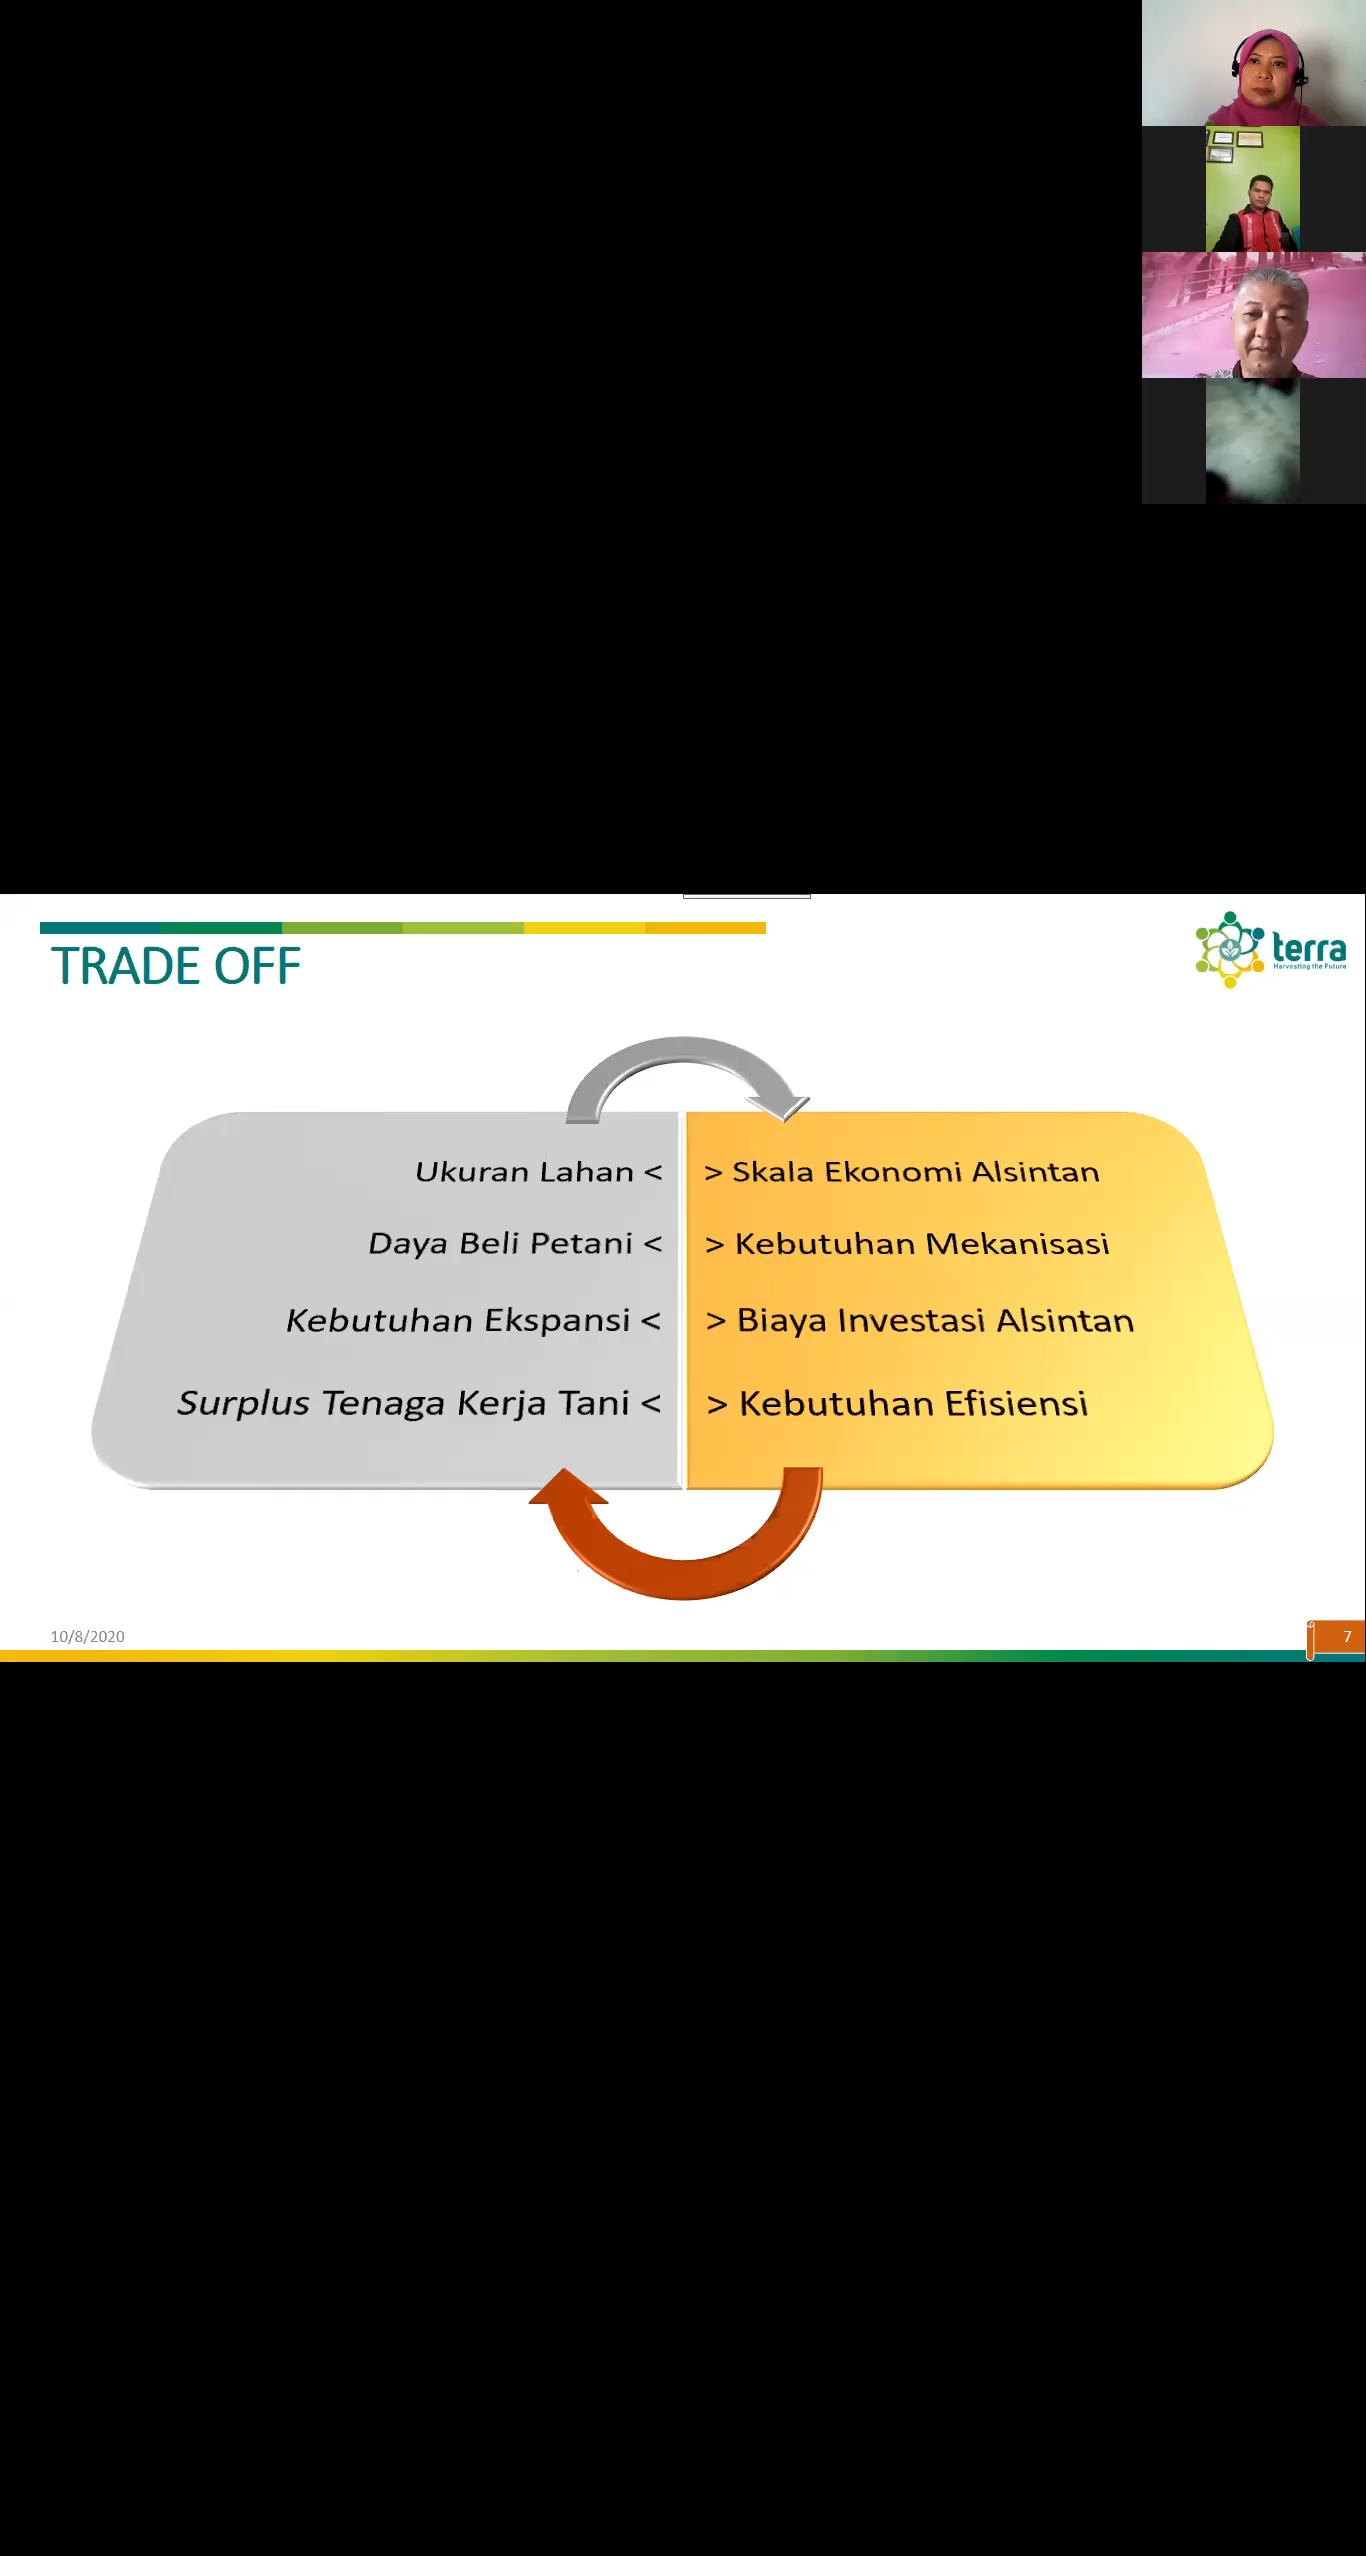 TRADE OFF
terra
Harvesting the Future
Ukuran Lahan <
> Skala Ekonomi Alsintan
Daya Beli Petani <
> Kebutuhan Mekanisasi
Kebutuhan Ekspansi <
> Biaya Investasi Alsintan
Surplus Tenaga Kerja Tani <
> Kebutuhan Efisiensi
10/8/2020
7